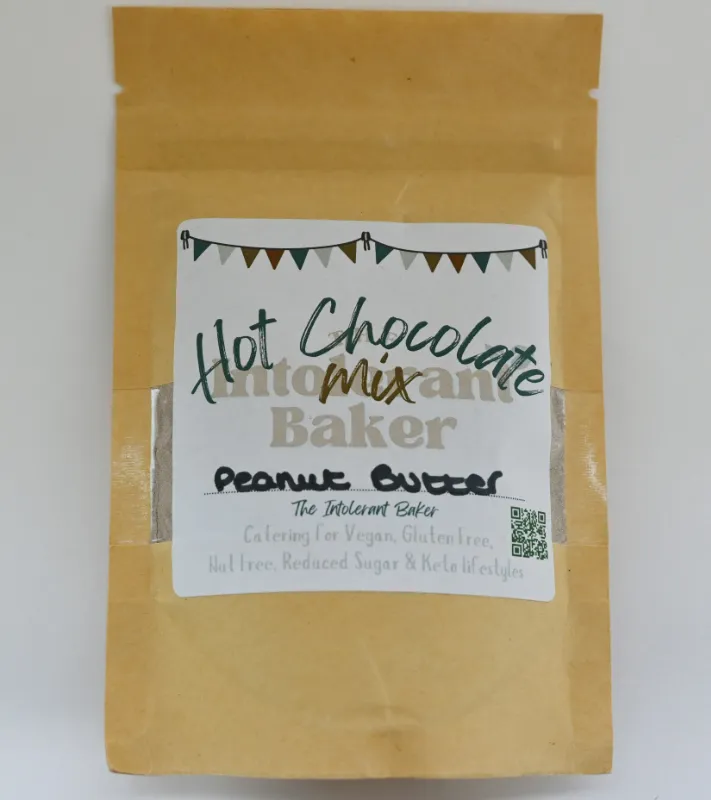 Hot Chocolate
mix
Intolerant
Baker
Peanut Butter
The Intolerant Baker
Catering for Vegan, Gluten free,
Nut free, Reduced Sugar & Keto lifestyles